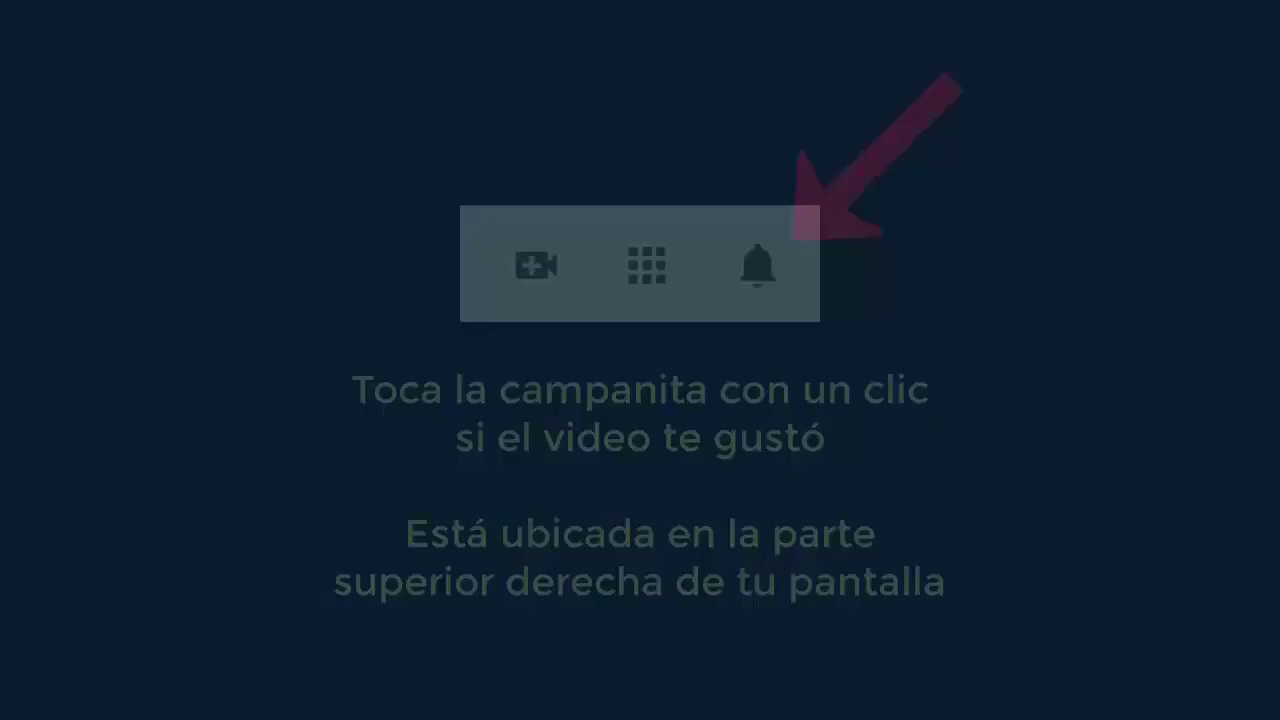 Toca la campanita con un clic
si el video te gustó
Está ubicada en la parte
superior derecha de tu pantalla